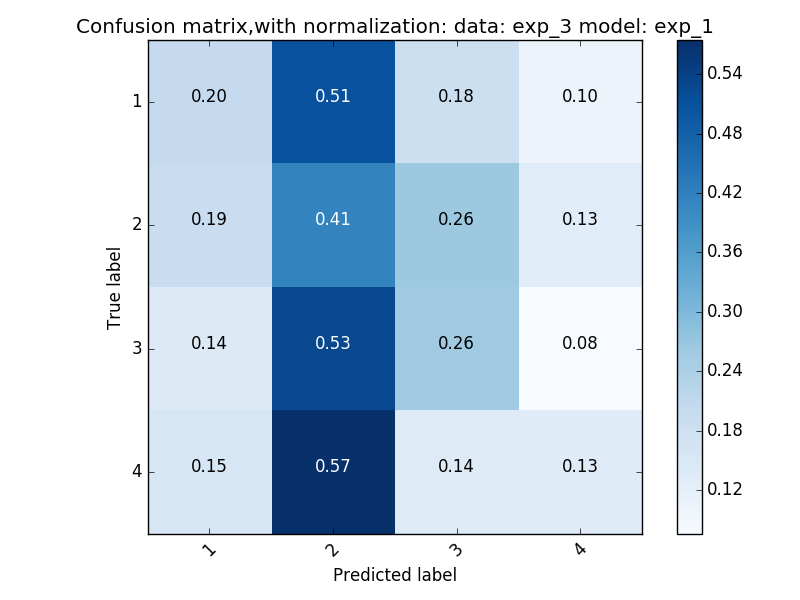 Confusion matrix,with normalization: data: exp_3 model: exp_1
1 0.20 0.51 0.18 0.10
2 0.19 0.41 0.26 0.13
3 0.14 0.53 0.26 0.08
4 0.15 0.57 0.14 0.13
1 2 3 4
Predicted label
True label
0.54
0.48
0.42
0.36
0.30
0.24
0.18
0.12